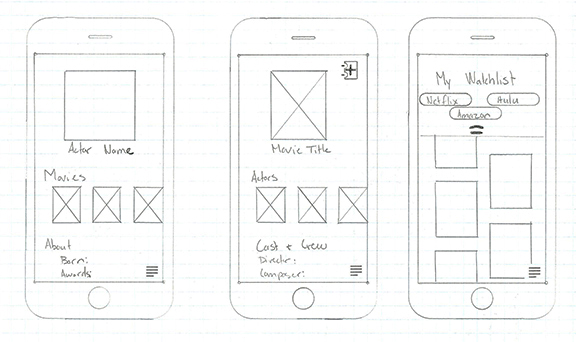 Actor Name
Movies
About
Born:
Awards:
Movie Title
Actors
Cast + Crew
Director:
Composer:
My Watchlist
Netflix
Hulu
Amazon